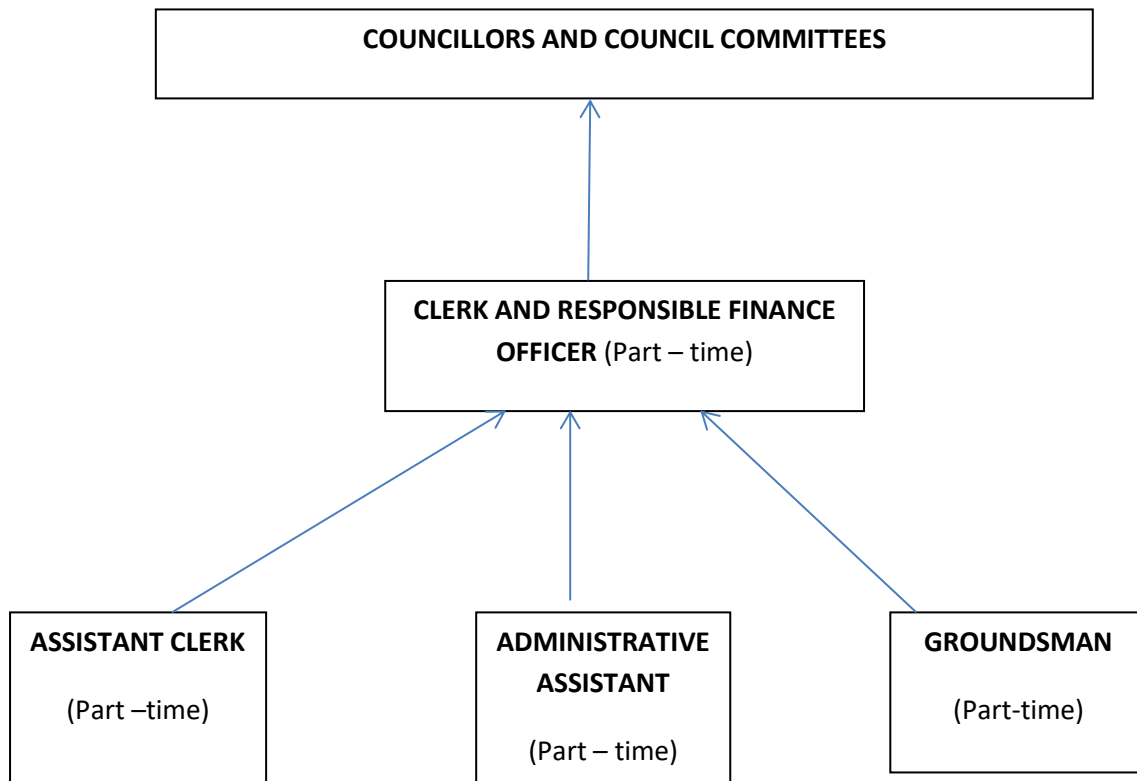 COUNCILLORS AND COUNCIL COMMITTEES
CLERK AND RESPONSIBLE FINANCE
OFFICER (Part – time)
ASSISTANT CLERK
(Part –time)
ADMINISTRATIVE
ASSISTANT
(Part – time)
GROUNDSMAN
(Part-time)